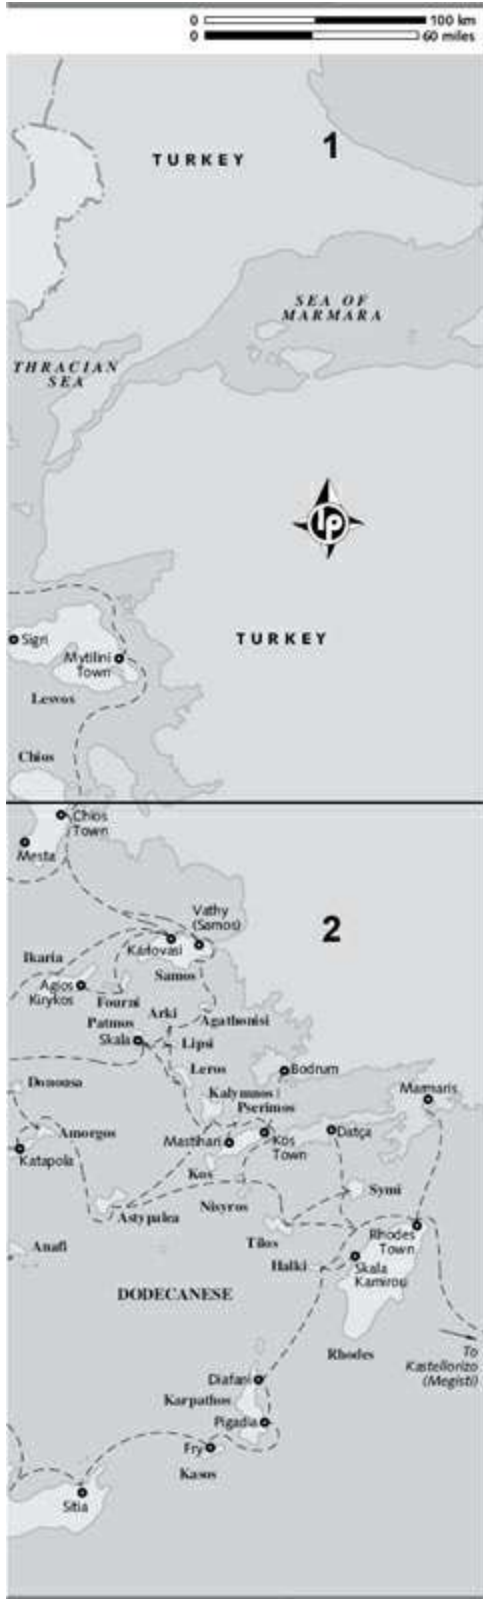 0 100 km
0 60 miles
TURKEY
1
SEA OF
MARMARA
THRACIAN
SEA
lp
TURKEY
Sigri
Mytilini
Town
Lesvos
Chios
Chios
Town
Mesta
Vathy
(Samos)
2
Karlovasi
Ikaria
Samos
Agios
Kirykos
Fourni
Arki
Patmos
Agathonisi
Skala
Lipsi
Leros
Bodrum
Donousa
Kalymnos
Marmaris
Pserimos
Amorgos
Mastihari
Kos
Town
Datça
Katapola
Kos
Symi
Nisyros
Astypalea
Rhodes
Town
Tilos
Anafi
Halki
Skala
Kamirou
DODECANESE
Rhodes
To
Kastellorizo
(Megisti)
Diafani
Karpathos
Pigadia
Fry
Kasos
Sitia